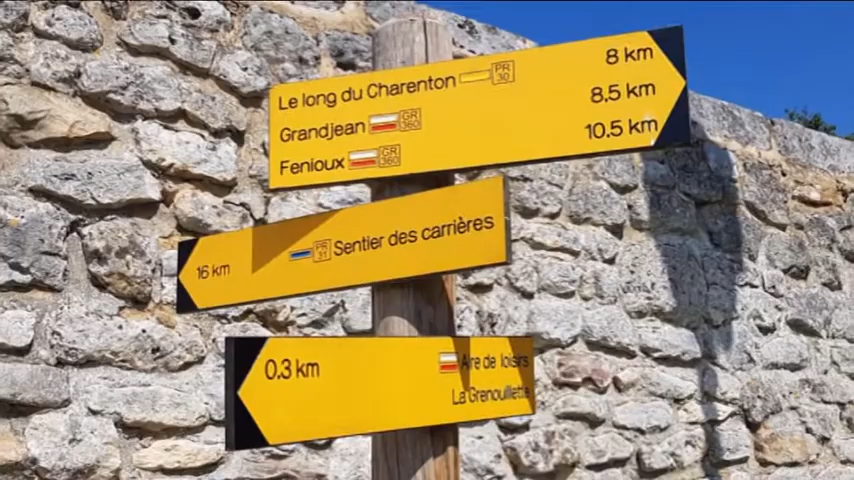 Le long du Charenton PR 30 8 km
Grandjean GR 360 8.5 km
Fenioux GR 360 10.5 km
16 km PR 31 Sentier des carrières
0.3 km Aire de loisirs
La Grenouillette